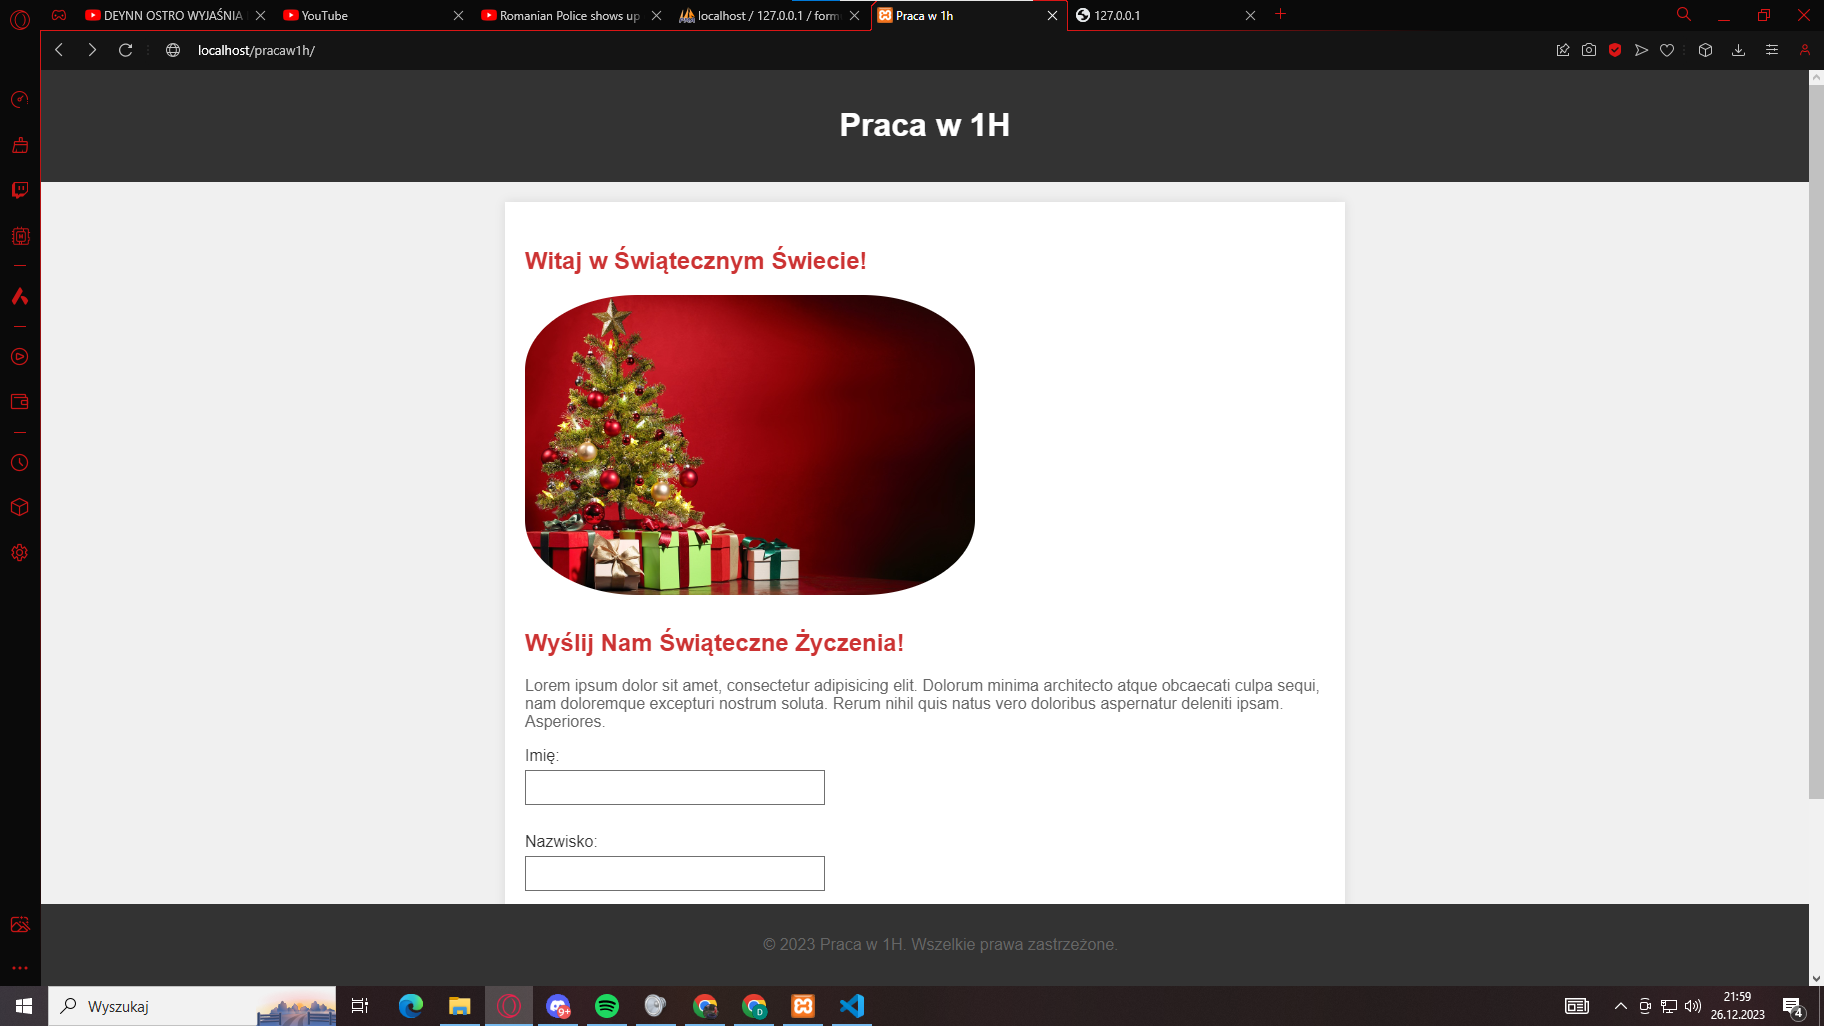 DEYNN OSTRO WYJAŚNIA
YouTube
Romanian Police shows up
localhost / 127.0.0.1 / form
Praca w 1h
127.0.0.1
localhost/pracaw1h/
Praca w 1H
Witaj w Świątecznym Świecie!
Wyślij Nam Świąteczne Życzenia!
Lorem ipsum dolor sit amet, consectetur adipisicing elit. Dolorum minima architecto atque obcaecati culpa sequi,
nam doloremque excepturi nostrum soluta. Rerum nihil quis natus vero doloribus aspernatur deleniti ipsam.
Asperiores.
Imię:
Nazwisko:
© 2023 Praca w 1H. Wszelkie prawa zastrzeżone.
Wyszukaj
9+
D
21:59
26.12.2023
4